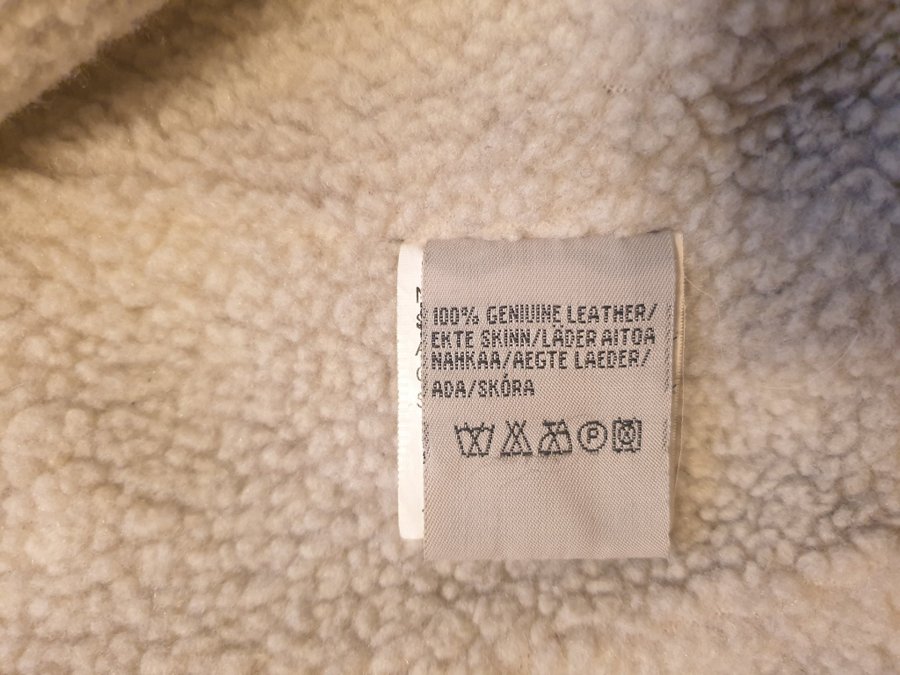 100% GENIUINE LEATHER/
EKTE SKINN/LÄDER AITOA
NAHKAA/AEGTE LAEDER/
ADA/SKÓRA
P